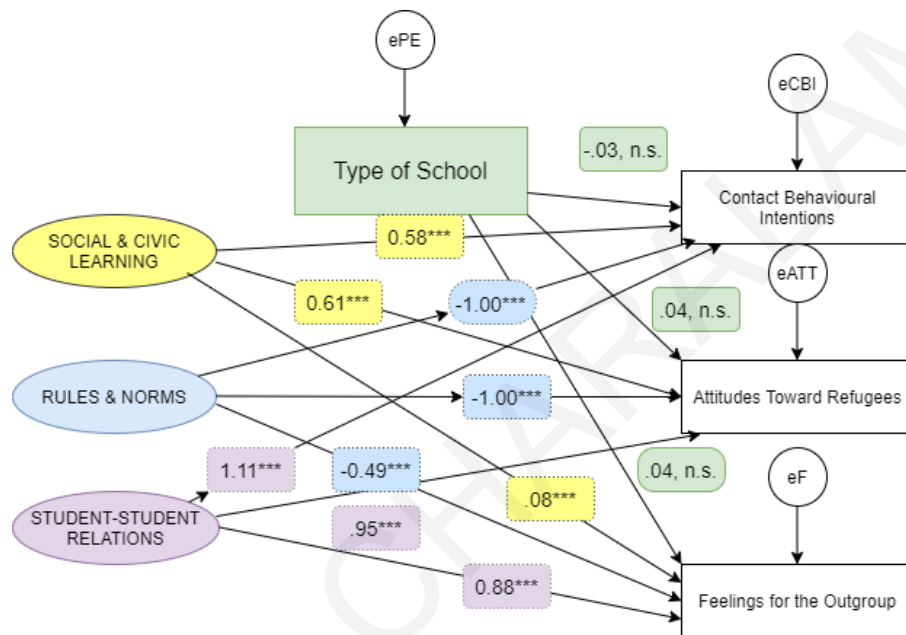 ePE
eCBI
Type of School
-.03, n.s.
Contact Behavioural
Intentions
SOCIAL & CIVIC
LEARNING
0.58***
eATT
0.61***
-1.00***
.04, n.s.
RULES & NORMS
-1.00***
Attitudes Toward Refugees
1.11***
-0.49***
.04, n.s.
eF
.08***
STUDENT-STUDENT
RELATIONS
.95***
0.88***
Feelings for the Outgroup